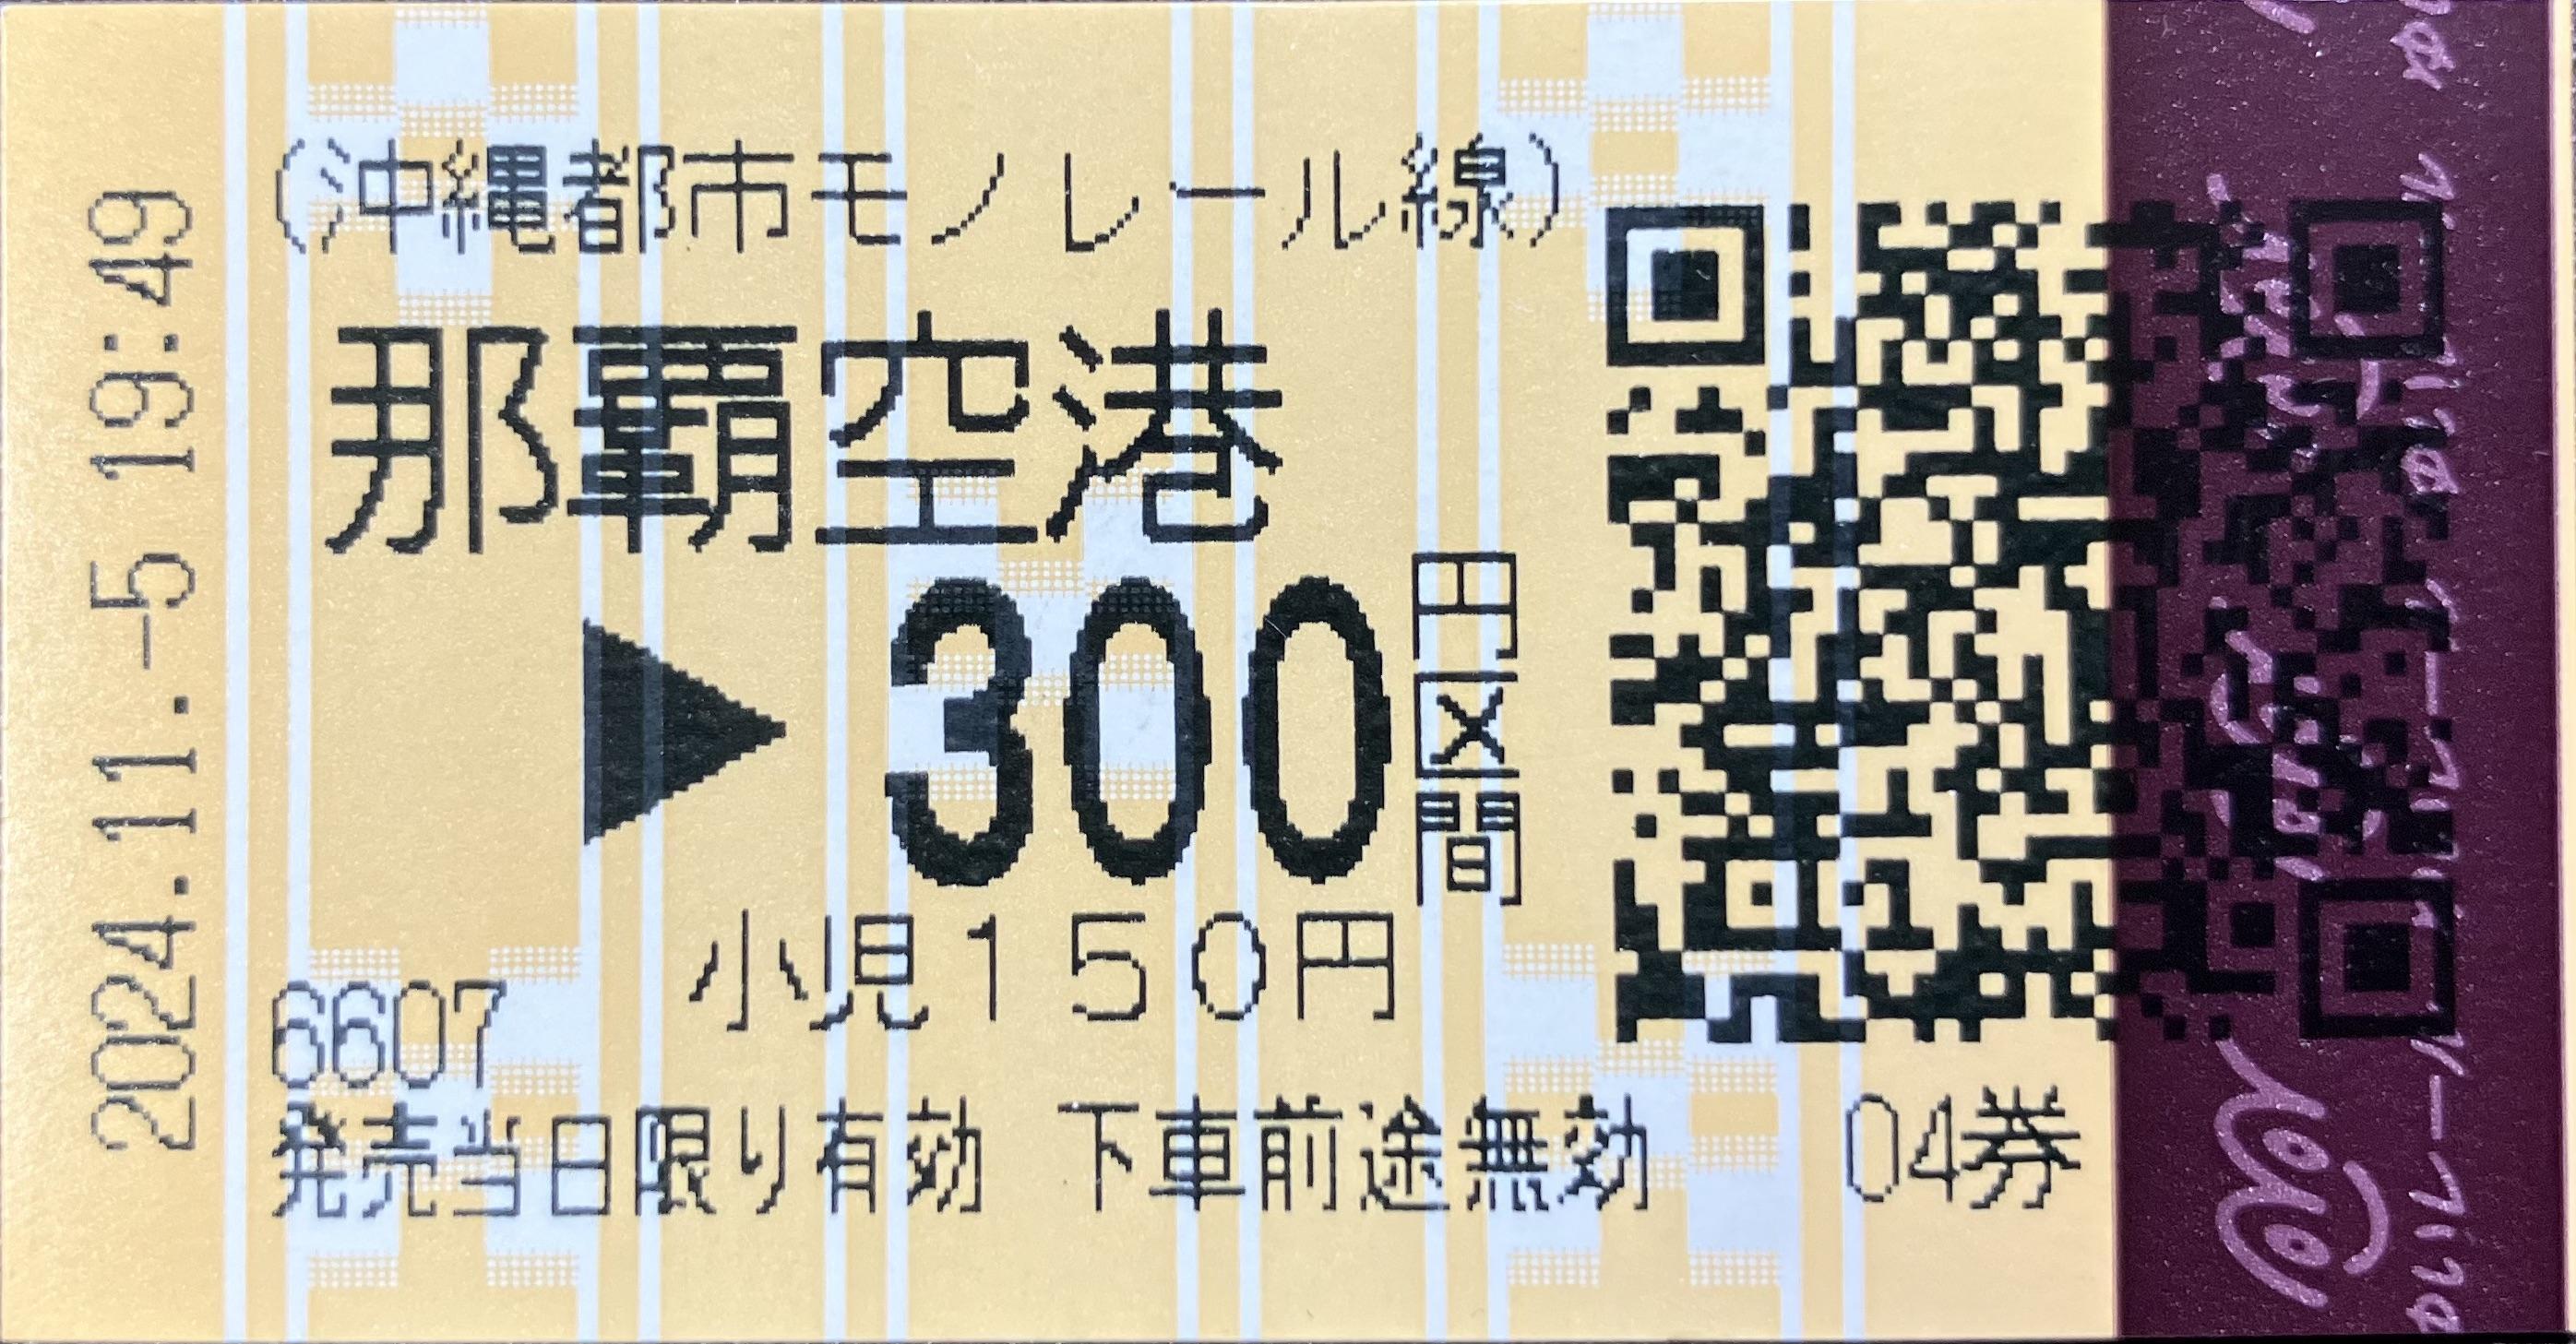 2024.11.-5 19:49
(沖縄都市モノレール線)
那覇空港
▶ 300円区間
小児150円
6607
発売当日限り有効 下車前途無効 04券